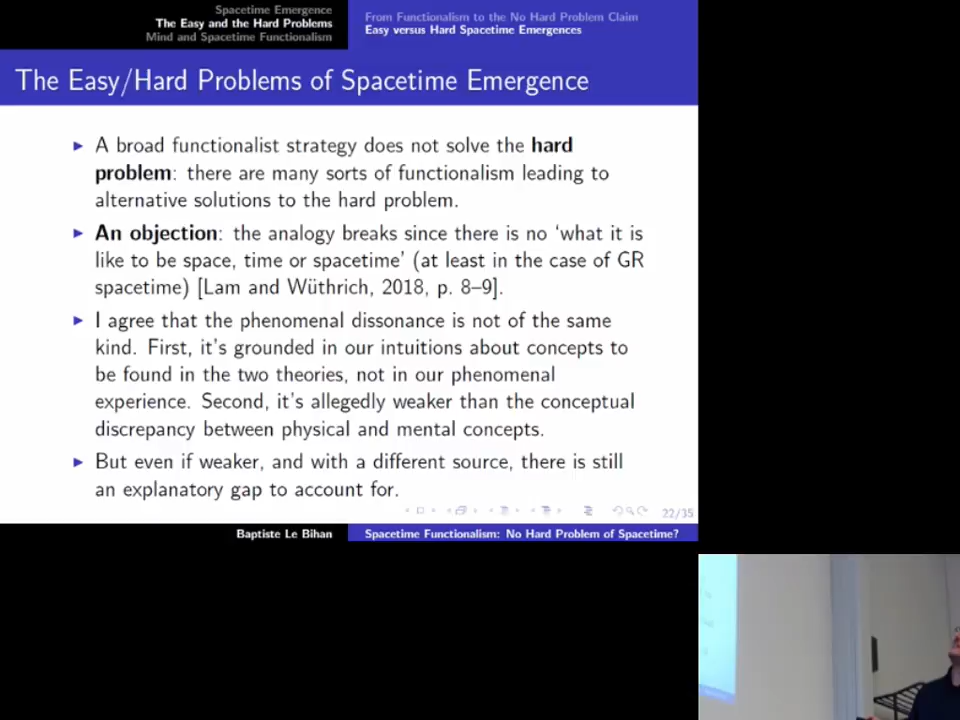 Spacetime Emergence
The Easy and the Hard Problems
Mind and Spacetime Functionalism
From Functionalism to the No Hard Problem Claim
Easy versus Hard Spacetime Emergences
The Easy/Hard Problems of Spacetime Emergence
A broad functionalist strategy does not solve the hard
problem: there are many sorts of functionalism leading to
alternative solutions to the hard problem.
An objection: the analogy breaks since there is no ‘what it is
like to be space, time or spacetime’ (at least in the case of GR
spacetime) [Lam and Wüthrich, 2018, p. 8–9].
I agree that the phenomenal dissonance is not of the same
kind. First, it's grounded in our intuitions about concepts to
be found in the two theories, not in our phenomenal
experience. Second, it's allegedly weaker than the conceptual
discrepancy between physical and mental concepts.
But even if weaker, and with a different source, there is still
an explanatory gap to account for.
22/35
Baptiste Le Bihan
Spacetime Functionalism: No Hard Problem of Spacetime?